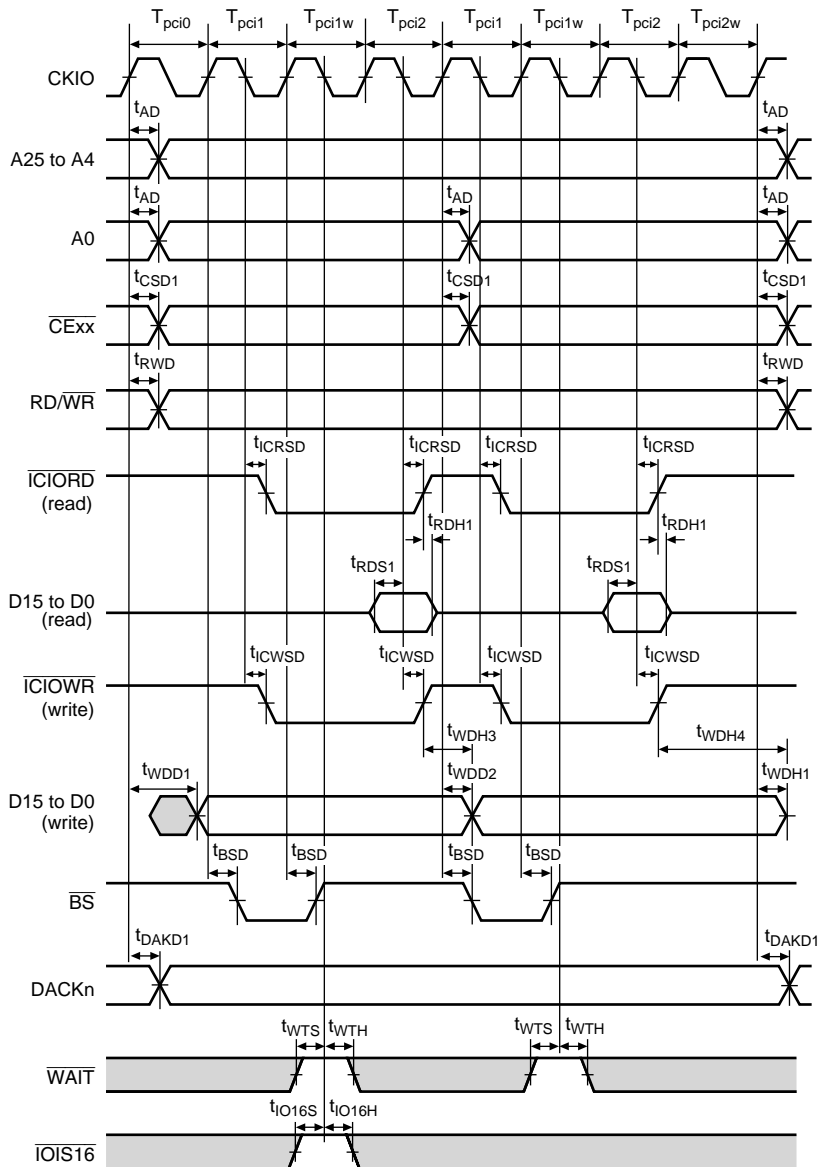 Tpci0 Tpci1 Tpci1w Tpci2 Tpci1 Tpci1w Tpci2 Tpci2w
CKIO
tAD tAD
A25 to A4
tAD tAD tAD
A0
tCSD1 tCSD1 tCSD1
CExx
tRWD tRWD
RD/WR
tICRSD tICRSD tICRSD tICRSD
ICIORD
(read)
tRDH1 tRDH1
tRDS1 tRDS1
D15 to D0
(read)
tICWSD tICWSD tICWSD tICWSD
ICIOWR
(write)
tWDH3 tWDH4
tWDD1 tWDD2 tWDH1
D15 to D0
(write)
tBSD tBSD tBSD tBSD
BS
tDAKD1 tDAKD1
DACKn
tWTS tWTH tWTS tWTH
WAIT
tIO16S tIO16H
IOIS16